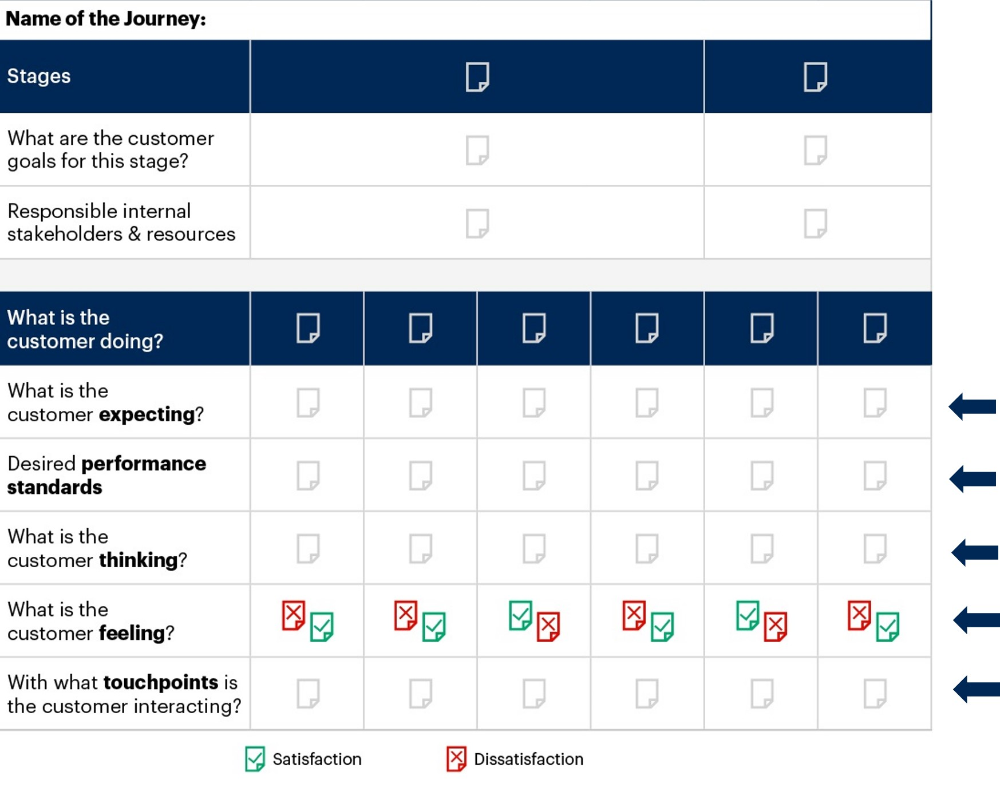 Name of the Journey:
Stages
What are the customer
goals for this stage?
Responsible internal
stakeholders & resources
What is the
customer doing?
What is the
customer expecting?
Desired performance
standards
What is the
customer thinking?
What is the
customer feeling?
With what touchpoints is
the customer interacting?
Satisfaction
Dissatisfaction